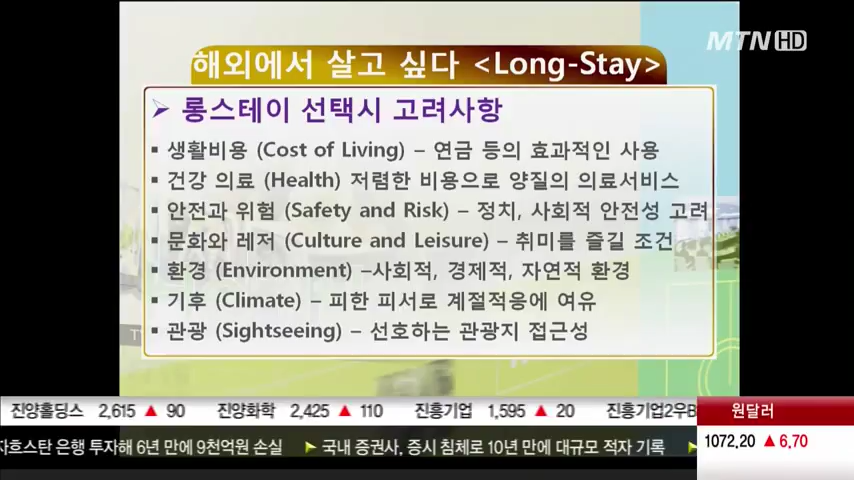 MTN HD
해외에서 살고 싶다 <Long-Stay>
➢ 롱스테이 선택시 고려사항
▪ 생활비용 (Cost of Living) – 연금 등의 효과적인 사용
▪ 건강 의료 (Health) 저렴한 비용으로 양질의 의료서비스
▪ 안전과 위험 (Safety and Risk) – 정치, 사회적 안전성 고려
▪ 문화와 레저 (Culture and Leisure) – 취미를 즐길 조건
▪ 환경 (Environment) –사회적, 경제적, 자연적 환경
▪ 기후 (Climate) – 피한 피서로 계절적응에 여유
▪ 관광 (Sightseeing) – 선호하는 관광지 접근성
진양홀딩스 2,615 ▲ 90 진양화학 2,425 ▲ 110 진흥기업 1,595 ▲ 20 진흥기업2우B
원달러
자흐스탄 은행 투자해 6년 만에 9천억원 손실 ▶ 국내 증권사, 증시 침체로 10년 만에 대규모 적자 기록 ▶
1072.20 ▲ 6.70